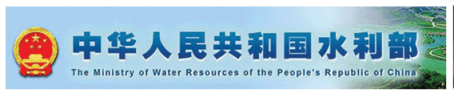 中华人民共和国水利部
The Ministry of Water Resources of the People's Republic of China